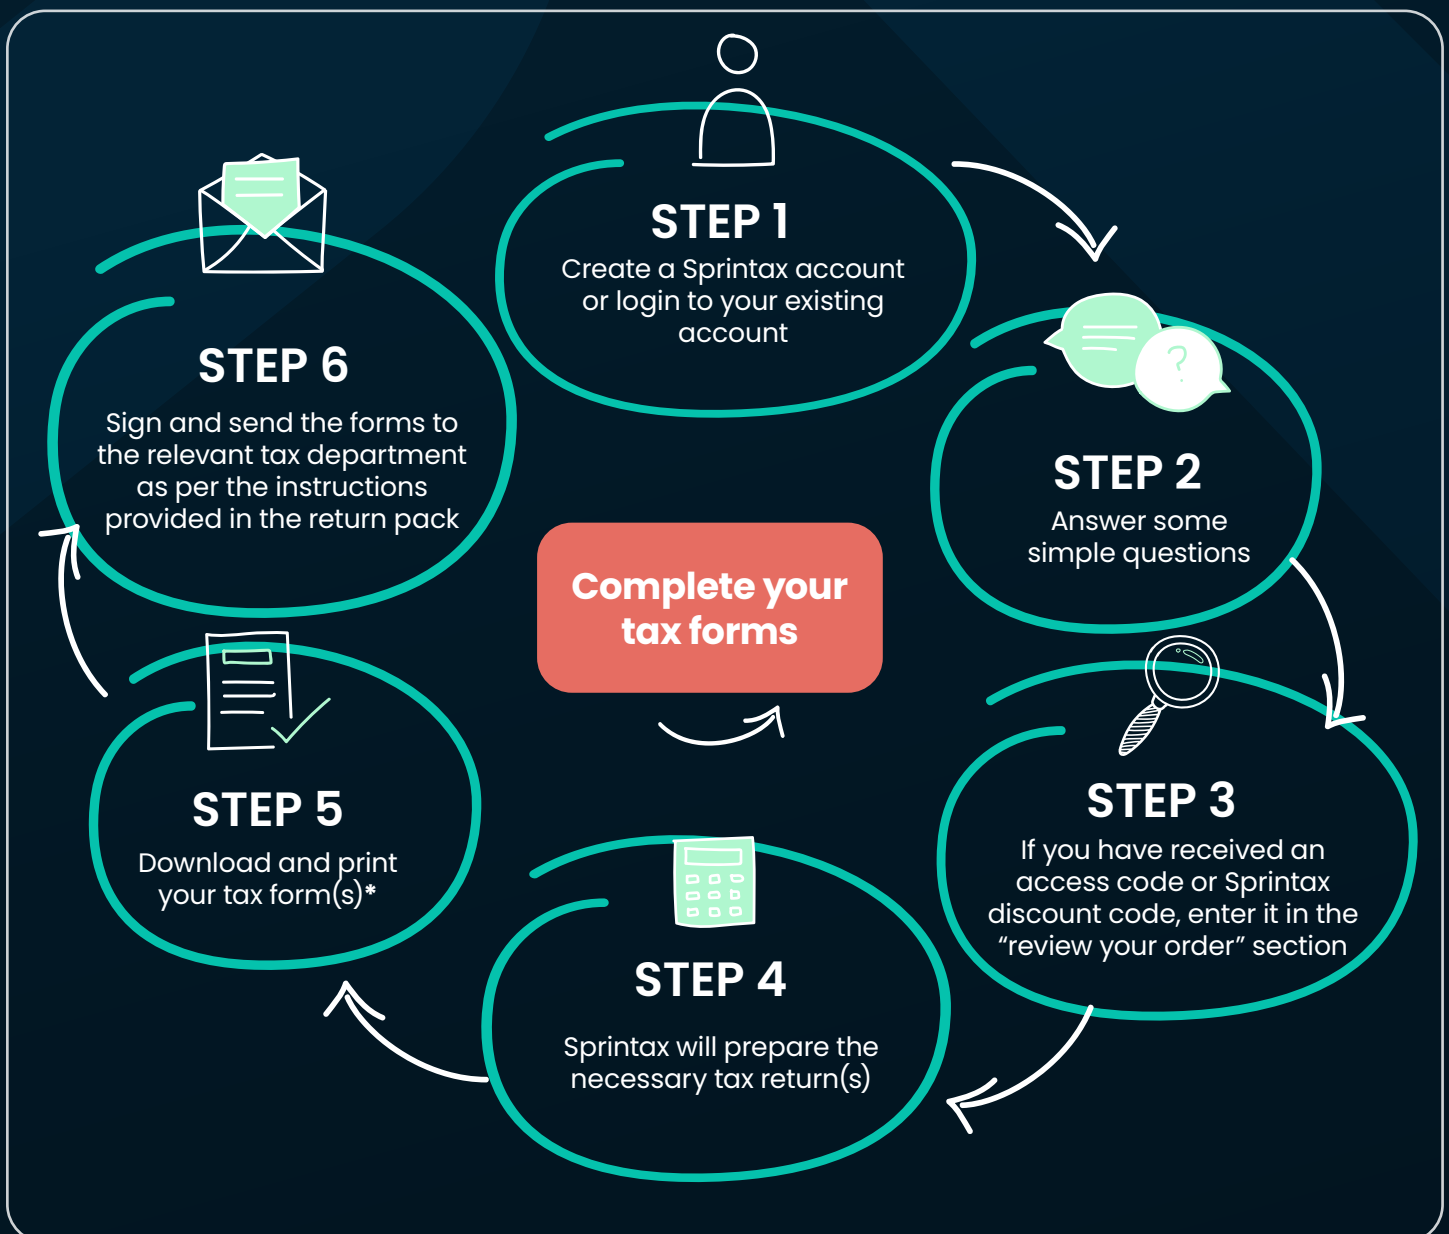 STEP 1
Create a Sprintax account
or login to your existing
account
STEP 2
Answer some
simple questions
?
STEP 3
If you have received an
access code or Sprintax
discount code, enter it in the
“review your order” section
STEP 4
Sprintax will prepare the
necessary tax return(s)
STEP 5
Download and print
your tax form(s)*
STEP 6
Sign and send the forms to
the relevant tax department
as per the instructions
provided in the return pack
Complete your
tax forms